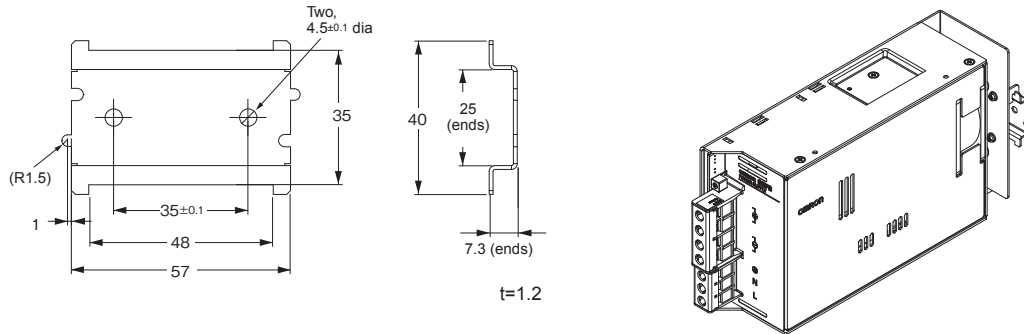 Two,
4.5±0.1 dia
35
40
25
(ends)
(R1.5)
1
35±0.1
48
57
7.3 (ends)
t=1.2
OMRON
N
L